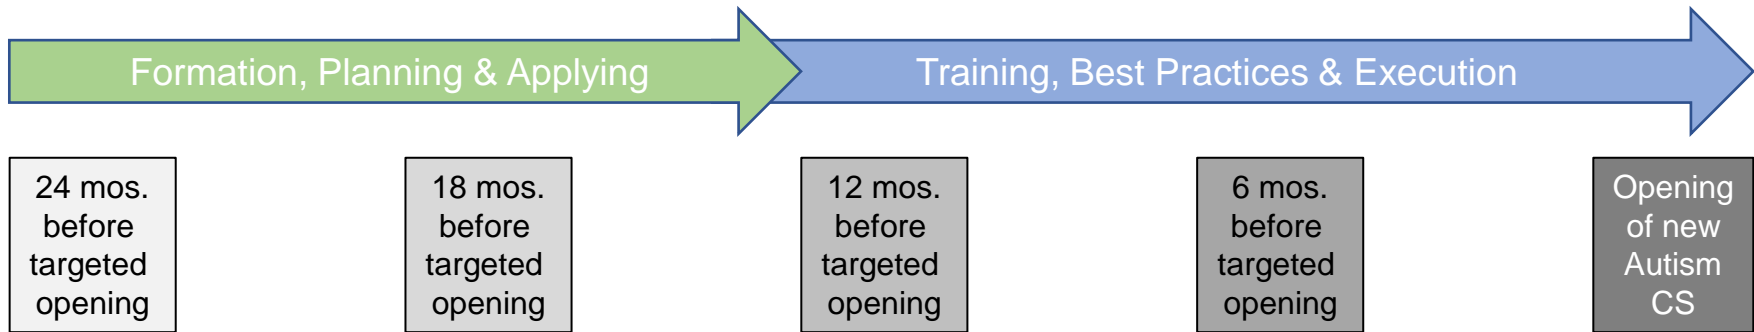 Formation, Planning & Applying
Training, Best Practices & Execution
24 mos.
before
targeted
opening
18 mos.
before
targeted
opening
12 mos.
before
targeted
opening
6 mos.
before
targeted
opening
Opening
of new
Autism
CS